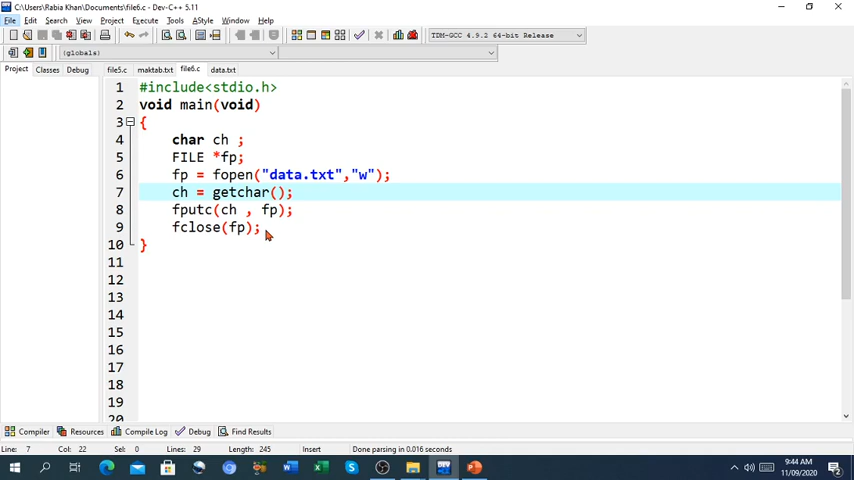 C:\Users\Rabia Khan\Documents\file6.c - Dev-C++ 5.11
File Edit Search View Project Execute Tools AStyle Window Help
TDM-GCC 4.9.2 64-bit Release
(globals)
Project Classes Debug file5.c maktab.txt file6.c data.txt
1 #include<stdio.h>
2 void main(void)
3 {
4 char ch ;
5 FILE *fp;
6 fp = fopen("data.txt","w");
7 ch = getchar();
8 fputc(ch , fp);
9 fclose(fp);
10 }
11
12
13
14
15
16
17
18
19
20
Compiler Resources Compile Log Debug Find Results
Line: 7 Col: 22 Sel: 0 Lines: 29 Length: 245 Insert Done parsing in 0.016 seconds
9:44 AM
11/09/2020